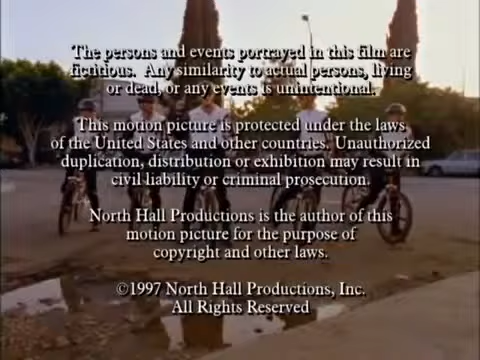 The persons and events portrayed in this film are
fictitious. Any similarity to actual persons, living
or dead, or any events is unintentional.
This motion picture is protected under the laws
of the United States and other countries. Unauthorized
duplication, distribution or exhibition may result in
civil liability or criminal prosecution.
North Hall Productions is the author of this
motion picture for the purpose of
copyright and other laws.
©1997 North Hall Productions, Inc.
All Rights Reserved